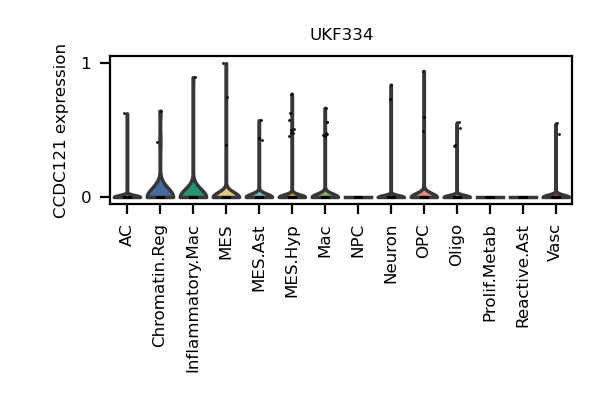 UKF334
CCDC121 expression
1
0
AC
Chromatin.Reg
Inflammatory.Mac
MES
MES.Ast
MES.Hyp
Mac
NPC
Neuron
OPC
Oligo
Prolif.Metab
Reactive.Ast
Vasc